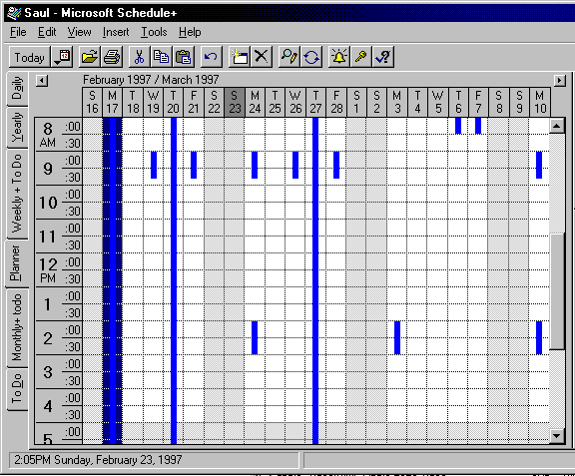 Saul - Microsoft Schedule+
File Edit View Insert Tools Help
Today
February 1997 / March 1997
S M T W T F S S M T W T F S S M T W T F S S M
16 17 18 19 20 21 22 23 24 25 26 27 28 1 2 3 4 5 6 7 8 9 10
Daily
Yearly
Weekly + To Do
Planner
Monthly+ todo
To Do
8 :00
AM :30
9 :00
:30
10 :00
:30
11 :00
:30
12 :00
PM :30
1 :00
:30
2 :00
:30
3 :00
:30
4 :00
:30
5 :00
2:05PM Sunday, February 23, 1997